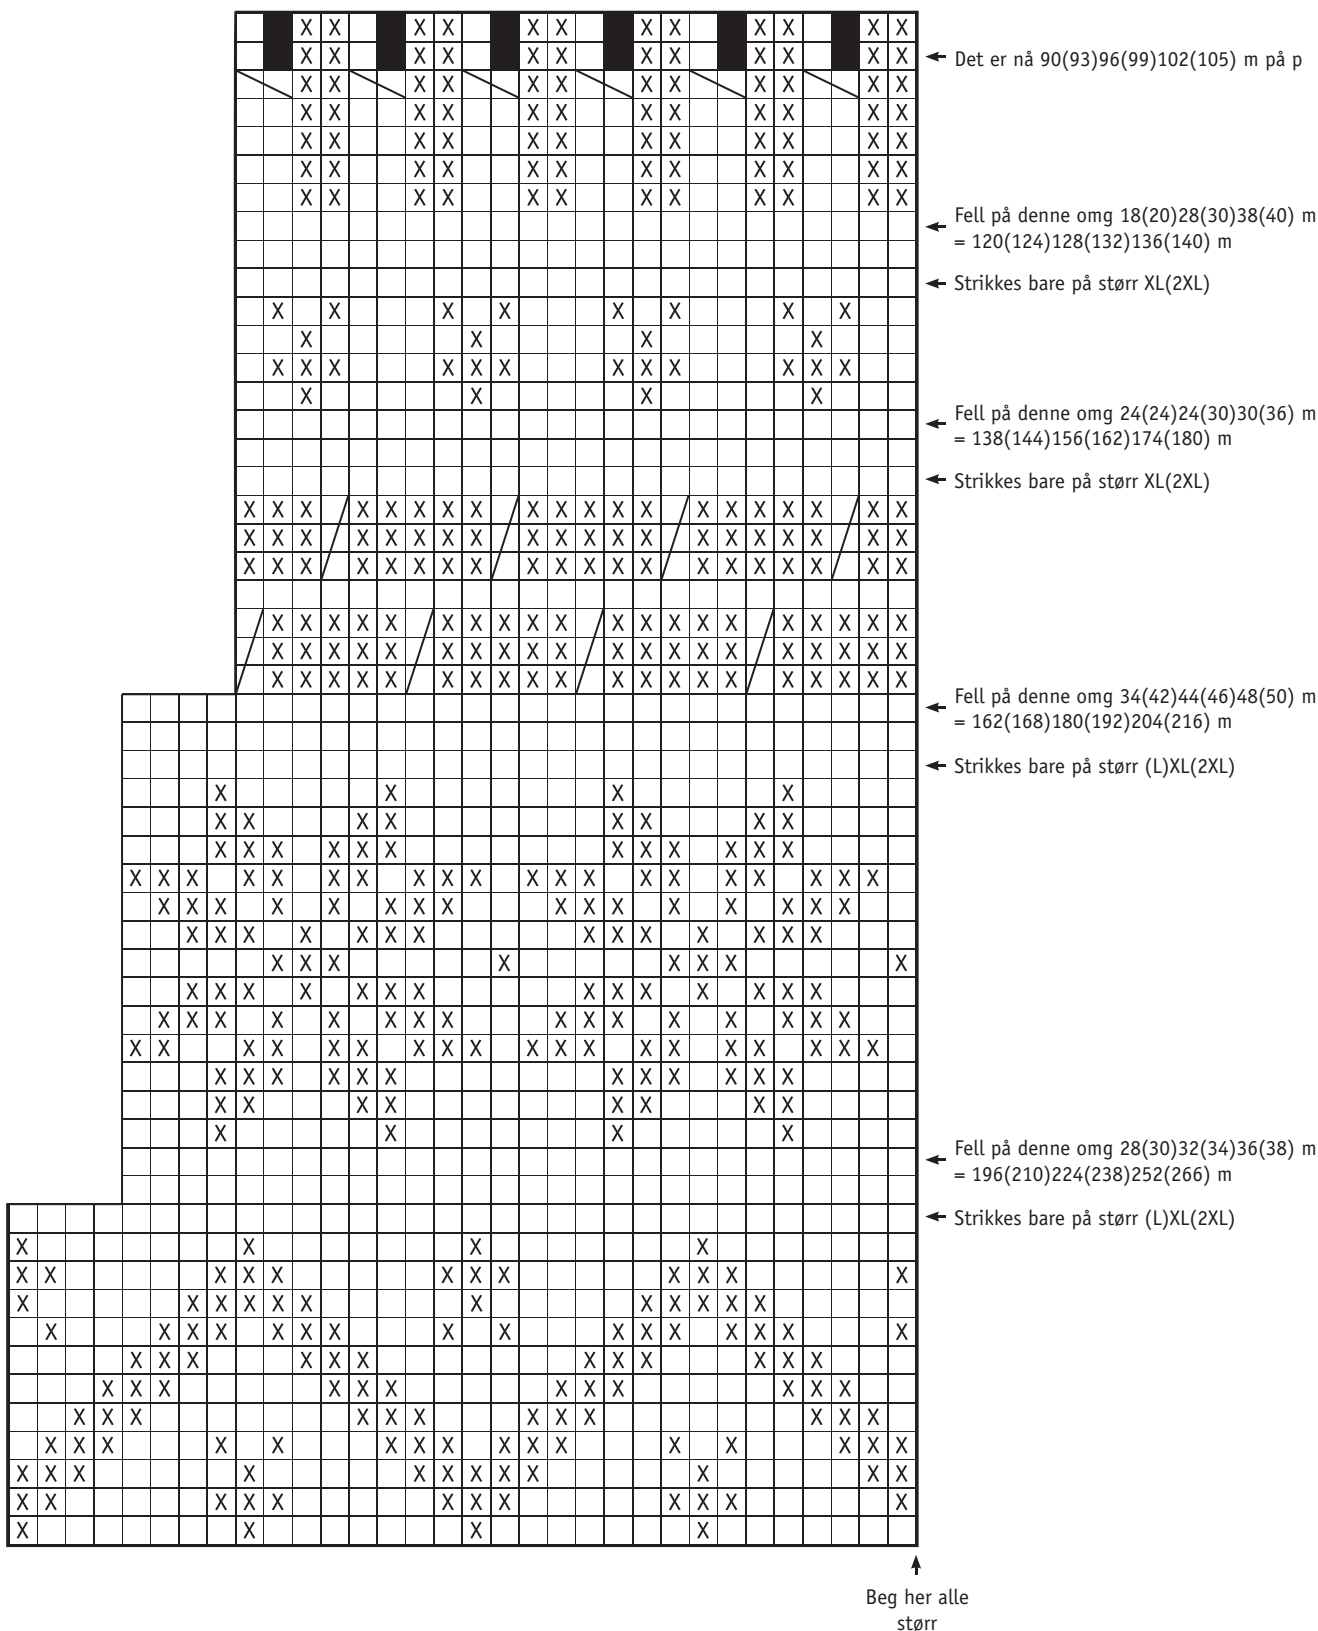 Det er nå 90(93)96(99)102(105) m på p
Fell på denne omg 18(20)28(30)38(40) m
= 120(124)128(132)136(140) m
Strikkes bare på størr XL(2XL)
Fell på denne omg 24(24)24(30)30(36) m
= 138(144)156(162)174(180) m
Strikkes bare på størr XL(2XL)
Fell på denne omg 34(42)44(46)48(50) m
= 162(168)180(192)204(216) m
Strikkes bare på størr (L)XL(2XL)
Fell på denne omg 28(30)32(34)36(38) m
= 196(210)224(238)252(266) m
Strikkes bare på størr (L)XL(2XL)
Beg her alle
størr